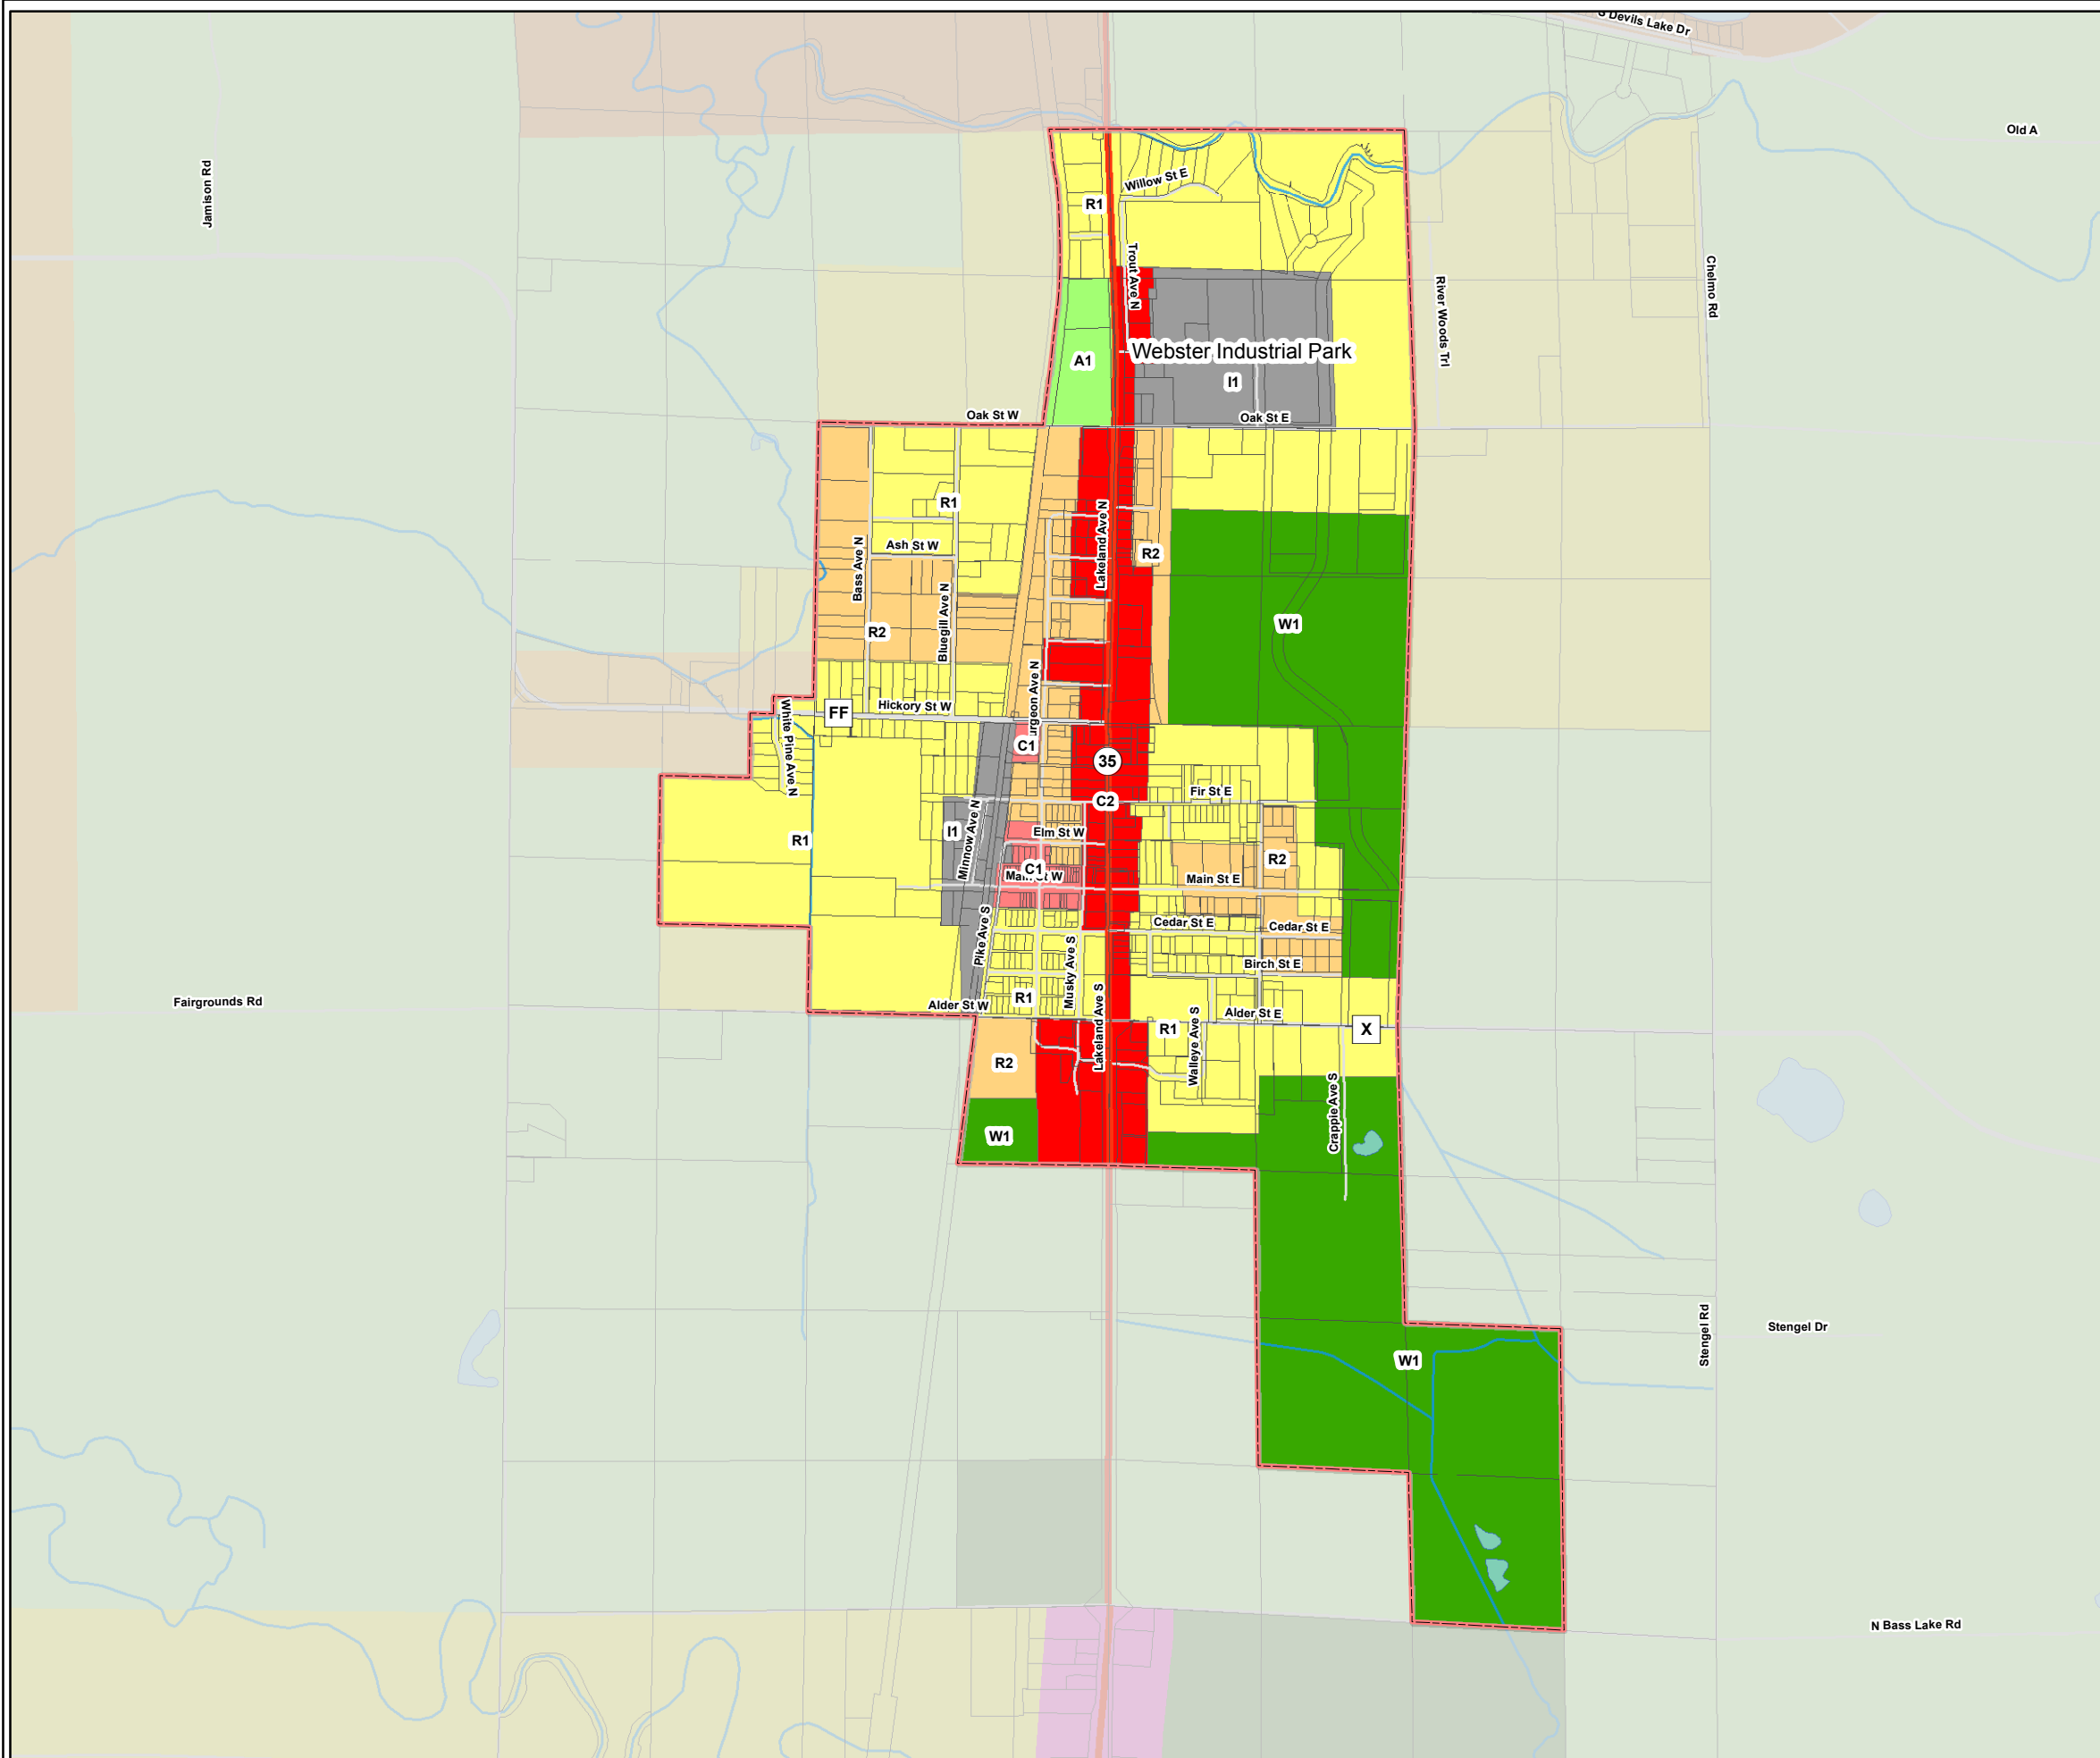 S Devils Lake Dr
Old A
Jamison Rd
Willow St E
R1
Trout Ave N
River Woods Trl
Chelmo Rd
Webster Industrial Park
A1
I1
Oak St W
Oak St E
R1
Ash St W
Bass Ave N
Lakeland Ave N
R2
Bluegill Ave N
R2
W1
urgeon Ave N
Hickory St W
FF
White Pine Ave N
C1
35
Fir St E
C2
I1
Minnow Ave N
Elm St W
R1
R2
C1
Main St W
Main St E
Cedar St E
Cedar St E
Pike Ave S
Musky Ave S
Birch St E
Fairgrounds Rd
Alder St W
R1
Lakeland Ave S
Alder St E
R1
X
Walleye Ave S
R2
Crappie Ave S
W1
Stengel Rd
Stengel Dr
W1
N Bass Lake Rd